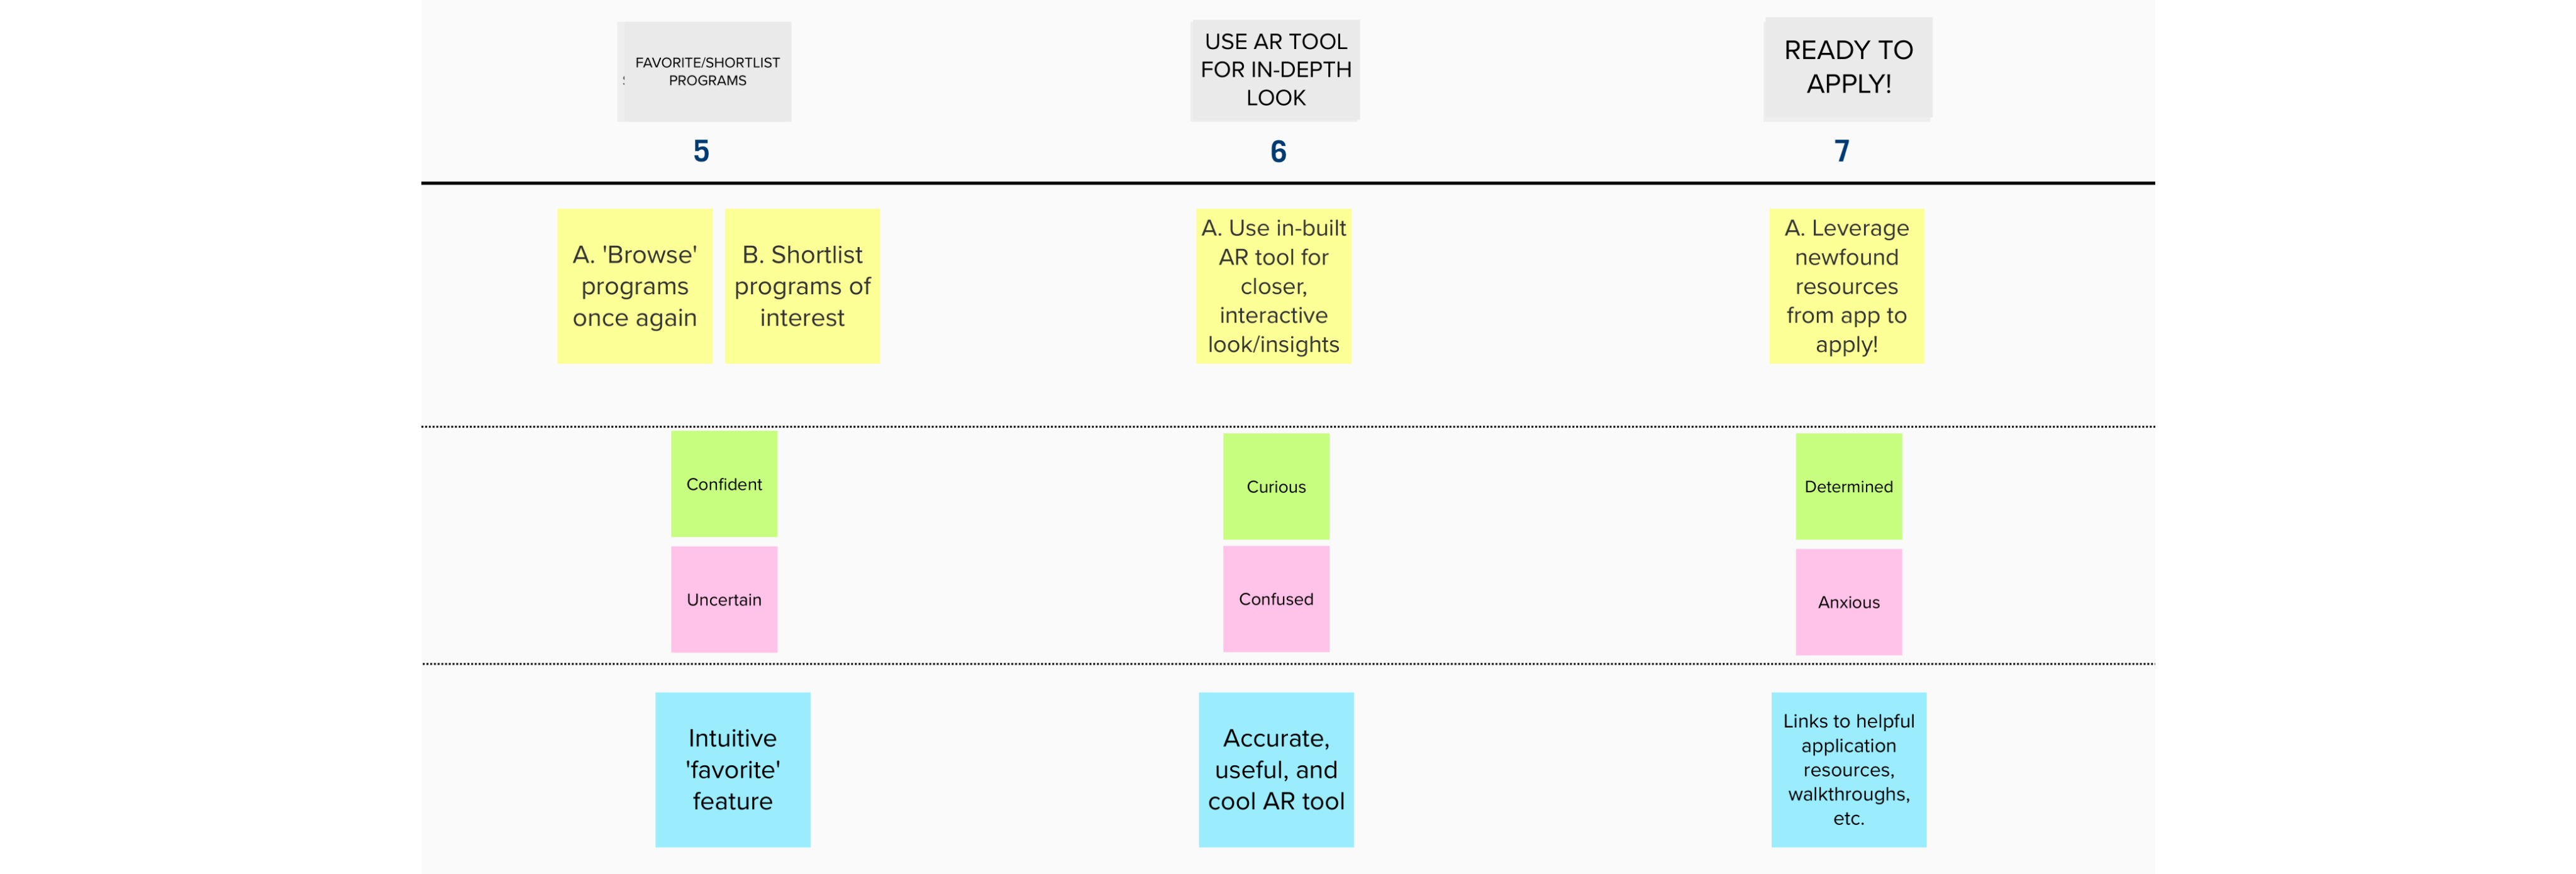 FAVORITE/SHORTLIST
PROGRAMS
USE AR TOOL
FOR IN-DEPTH
LOOK
READY TO
APPLY!
5
6
7
A. 'Browse'
programs
once again
B. Shortlist
programs of
interest
A. Use in-built
AR tool for
closer,
interactive
look/insights
A. Leverage
newfound
resources
from app to
apply!
Confident
Curious
Determined
Uncertain
Confused
Anxious
Intuitive
'favorite'
feature
Accurate,
useful, and
cool AR tool
Links to helpful
application
resources,
walkthroughs,
etc.